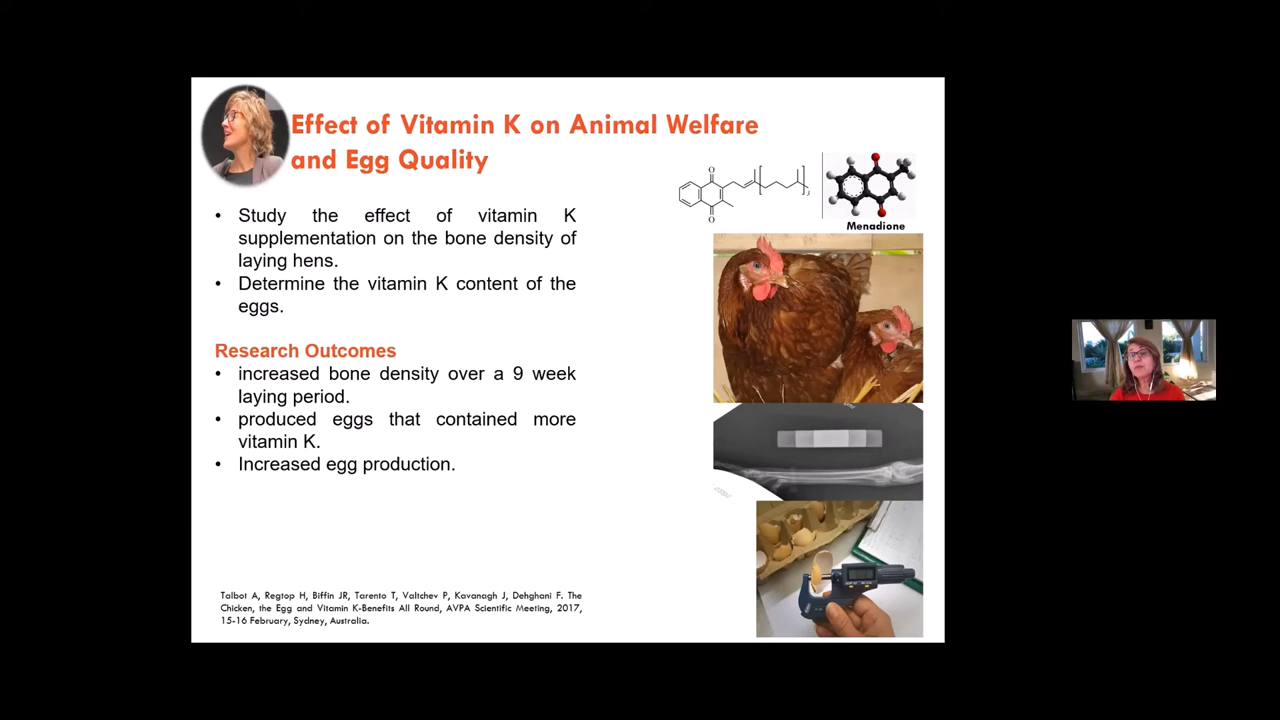 Effect of Vitamin K on Animal Welfare
and Egg Quality
• Study the effect of vitamin K
supplementation on the bone density of
laying hens.
• Determine the vitamin K content of the
eggs.
Research Outcomes
• increased bone density over a 9 week
laying period.
• produced eggs that contained more
vitamin K.
• Increased egg production.
O
O
Menadione
Talbot A, Regtop H, Biffin JR, Tarento T, Valtchev P, Kavanagh J, Dehghani F. The
Chicken, the Egg and Vitamin K-Benefits All Round, AVPA Scientific Meeting, 2017,
15-16 February, Sydney, Australia.